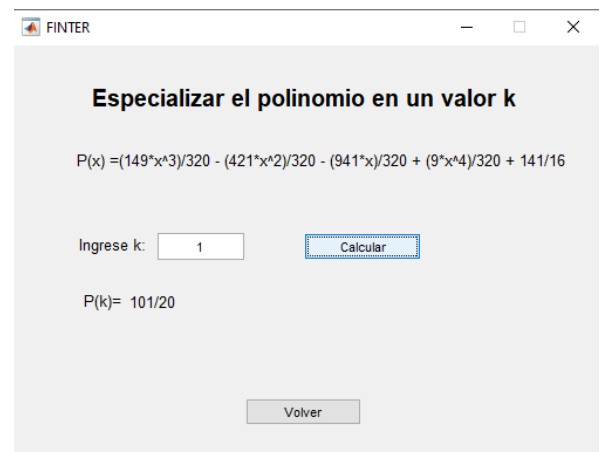 FINTER
Especializar el polinomio en un valor k
P(x) =(149*x^3)/320 - (421*x^2)/320 - (941*x)/320 + (9*x^4)/320 + 141/16
Ingrese k: 1 Calcular
P(k)= 101/20
Volver